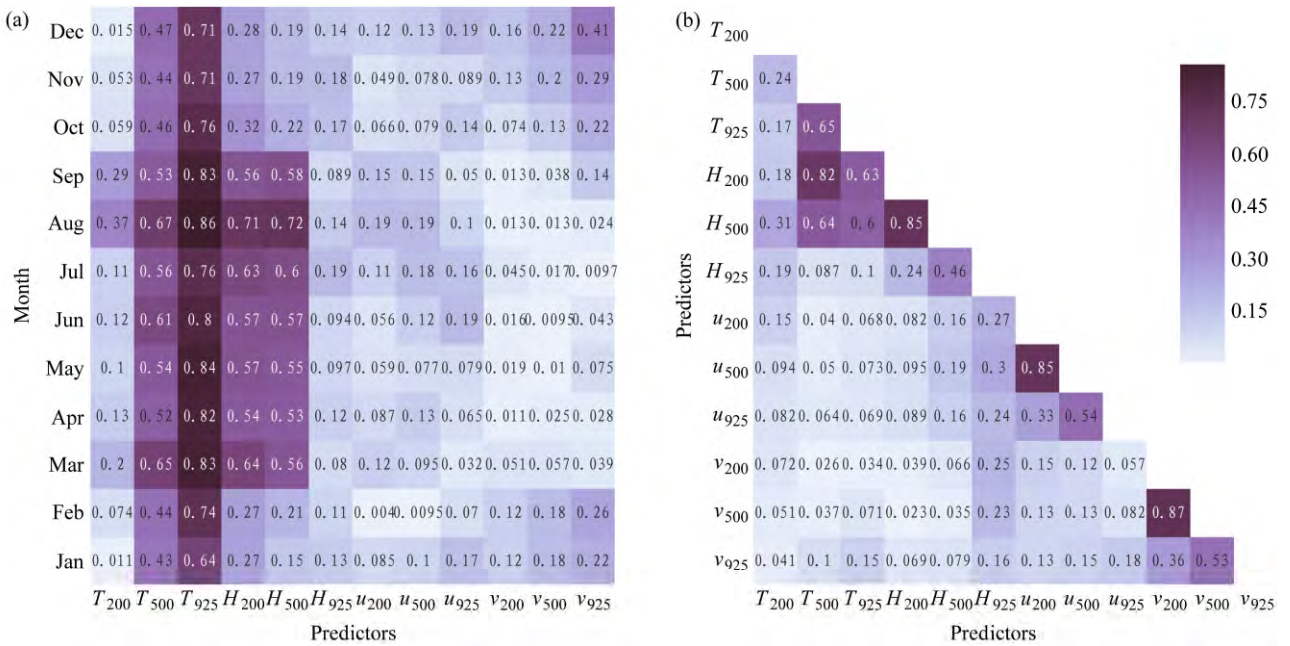 (a)
Dec 0.015 0.47 0.71 0.28 0.19 0.14 0.12 0.13 0.19 0.16 0.22 0.41
Nov 0.053 0.44 0.71 0.27 0.19 0.18 0.049 0.078 0.089 0.13 0.2 0.29
Oct 0.059 0.46 0.76 0.32 0.22 0.17 0.066 0.079 0.14 0.074 0.13 0.22
Sep 0.29 0.53 0.83 0.56 0.58 0.089 0.15 0.15 0.05 0.013 0.038 0.14
Aug 0.37 0.67 0.86 0.71 0.72 0.14 0.19 0.19 0.1 0.013 0.013 0.024
Jul 0.11 0.56 0.76 0.63 0.6 0.19 0.11 0.18 0.16 0.045 0.017 0.0097
Jun 0.12 0.61 0.8 0.57 0.57 0.094 0.056 0.12 0.19 0.016 0.0095 0.043
May 0.1 0.54 0.84 0.57 0.55 0.097 0.059 0.077 0.079 0.019 0.01 0.075
Apr 0.13 0.52 0.82 0.54 0.53 0.12 0.087 0.13 0.065 0.011 0.025 0.028
Mar 0.2 0.65 0.83 0.64 0.56 0.08 0.12 0.095 0.032 0.051 0.057 0.039
Feb 0.074 0.44 0.74 0.27 0.21 0.11 0.004 0.0095 0.07 0.12 0.18 0.26
Jan 0.011 0.43 0.64 0.27 0.15 0.13 0.085 0.1 0.17 0.12 0.18 0.22
T200 T500 T925 H200 H500 H925 u200 u500 u925 v200 v500 v925
Month
Predictors
(b)
T200
T500 0.24
T925 0.17 0.65
H200 0.18 0.82 0.63
H500 0.31 0.64 0.6 0.85
H925 0.19 0.087 0.1 0.24 0.46
u200 0.15 0.04 0.068 0.082 0.16 0.27
u500 0.094 0.05 0.073 0.095 0.19 0.3 0.85
u925 0.082 0.064 0.069 0.089 0.16 0.24 0.33 0.54
v200 0.072 0.026 0.034 0.039 0.066 0.25 0.15 0.12 0.057
v500 0.051 0.037 0.071 0.023 0.035 0.23 0.13 0.13 0.082 0.87
v925 0.041 0.1 0.15 0.069 0.079 0.16 0.13 0.15 0.18 0.36 0.53
T200 T500 T925 H200 H500 H925 u200 u500 u925 v200 v500 v925
Predictors
Predictors
0.75
0.60
0.45
0.30
0.15